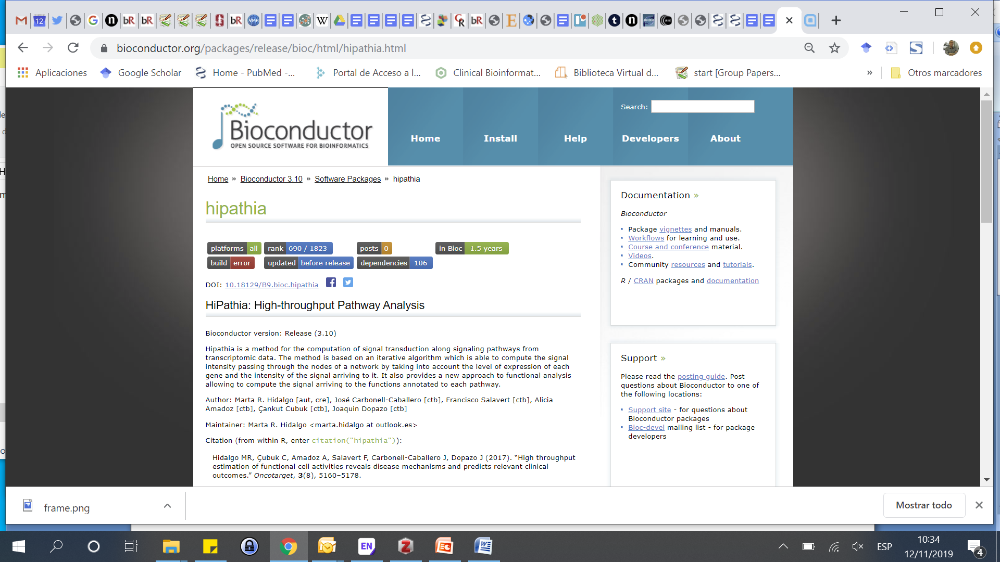 12
bR
bR
bR
VMH
W
CR
bR
E
t
n
bioconductor.org/packages/release/bioc/html/hipathia.html
Aplicaciones
Google Scholar
Home - PubMed -...
Portal de Acceso a l...
Clinical Bioinformat...
Biblioteca Virtual d...
start [Group Papers...
»
Otros marcadores
Bioconductor
OPEN SOURCE SOFTWARE FOR BIOINFORMATICS
Search:
Home
Install
Help
Developers
About
Home » Bioconductor 3.10 » Software Packages » hipathia
hipathia
platforms all rank 690 / 1823 posts 0 in Bioc 1.5 years
build error updated before release dependencies 106
DOI: 10.18129/B9.bioc.hipathia
HiPathia: High-throughput Pathway Analysis
Bioconductor version: Release (3.10)
Hipathia is a method for the computation of signal transduction along signaling pathways from
transcriptomic data. The method is based on an iterative algorithm which is able to compute the signal
intensity passing through the nodes of a network by taking into account the level of expression of each
gene and the intensity of the signal arriving to it. It also provides a new approach to functional analysis
allowing to compute the signal arriving to the functions annotated to each pathway.
Author: Marta R. Hidalgo [aut, cre], José Carbonell-Caballero [ctb], Francisco Salavert [ctb], Alicia
Amadoz [ctb], Çankut Cubuk [ctb], Joaquin Dopazo [ctb]
Maintainer: Marta R. Hidalgo <marta.hidalgo at outlook.es>
Citation (from within R, enter citation("hipathia")):
Hidalgo MR, Çubuk C, Amadoz A, Salavert F, Carbonell-Caballero J, Dopazo J (2017). “High throughput
estimation of functional cell activities reveals disease mechanisms and predicts relevant clinical
outcomes.” Oncotarget, 3(8), 5160–5178.
Documentation »
Bioconductor
Package vignettes and manuals.
Workflows for learning and use.
Course and conference material.
Videos.
Community resources and tutorials.
R / CRAN packages and documentation
Support »
Please read the posting guide. Post
questions about Bioconductor to one of
the following locations:
Support site - for questions about
Bioconductor packages
Bioc-devel mailing list - for package
developers
frame.png
Mostrar todo
EN
ESP
10:34
12/11/2019
4